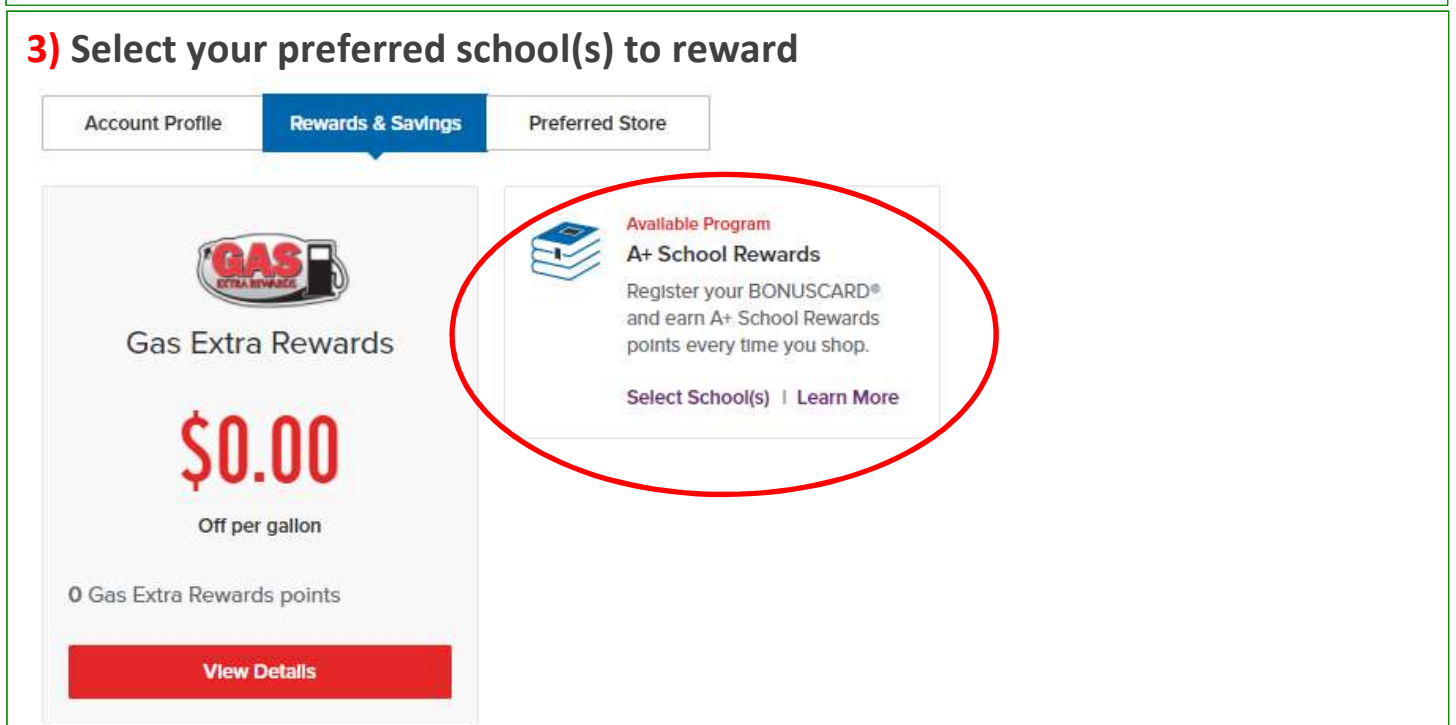 3) Select your preferred school(s) to reward
Account Profile
Rewards & Savings
Preferred Store
GAS
EXTRA REWARDS
Gas Extra Rewards
$0.00
Off per gallon
0 Gas Extra Rewards points
View Details
Available Program
A+ School Rewards
Register your BONUSCARD®
and earn A+ School Rewards
points every time you shop.
Select School(s) | Learn More